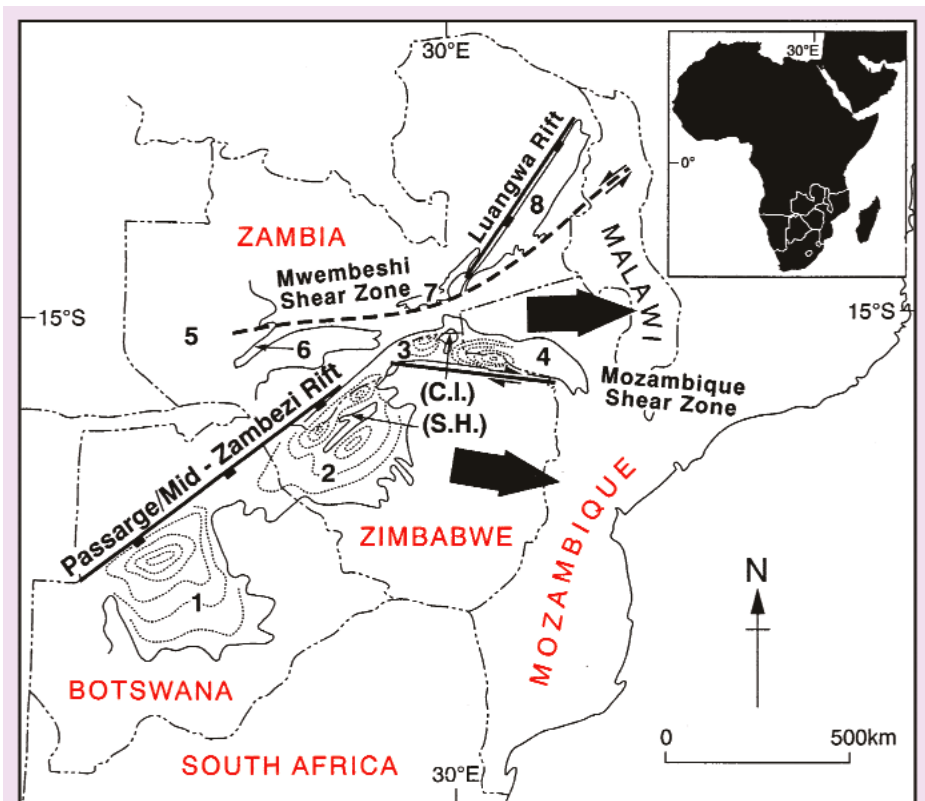 30°E
30°E
0°
Luangwa Rift
8
ZAMBIA
MALAWI
Mwembeshi
Shear Zone
7
15°S
15°S
5
6
3
4
Mozambique
Shear Zone
(C.I.)
(S.H.)
Passarge/Mid - Zambezi Rift
2
ZIMBABWE
MOZAMBIQUE
N
1
BOTSWANA
0
500km
SOUTH AFRICA
30°E